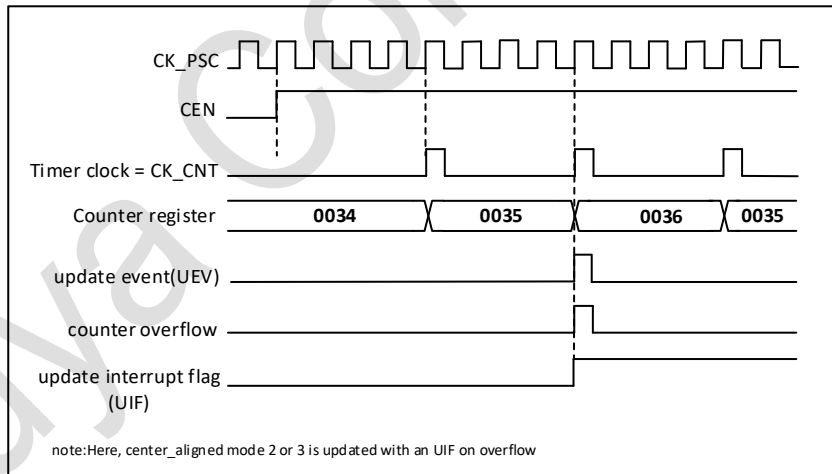 CK_PSC
CEN
Timer clock = CK_CNT
Counter register
0034
0035
0036
0035
update event(UEV)
counter overflow
update interrupt flag
(UIF)
note:Here, center_aligned mode 2 or 3 is updated with an UIF on overflow